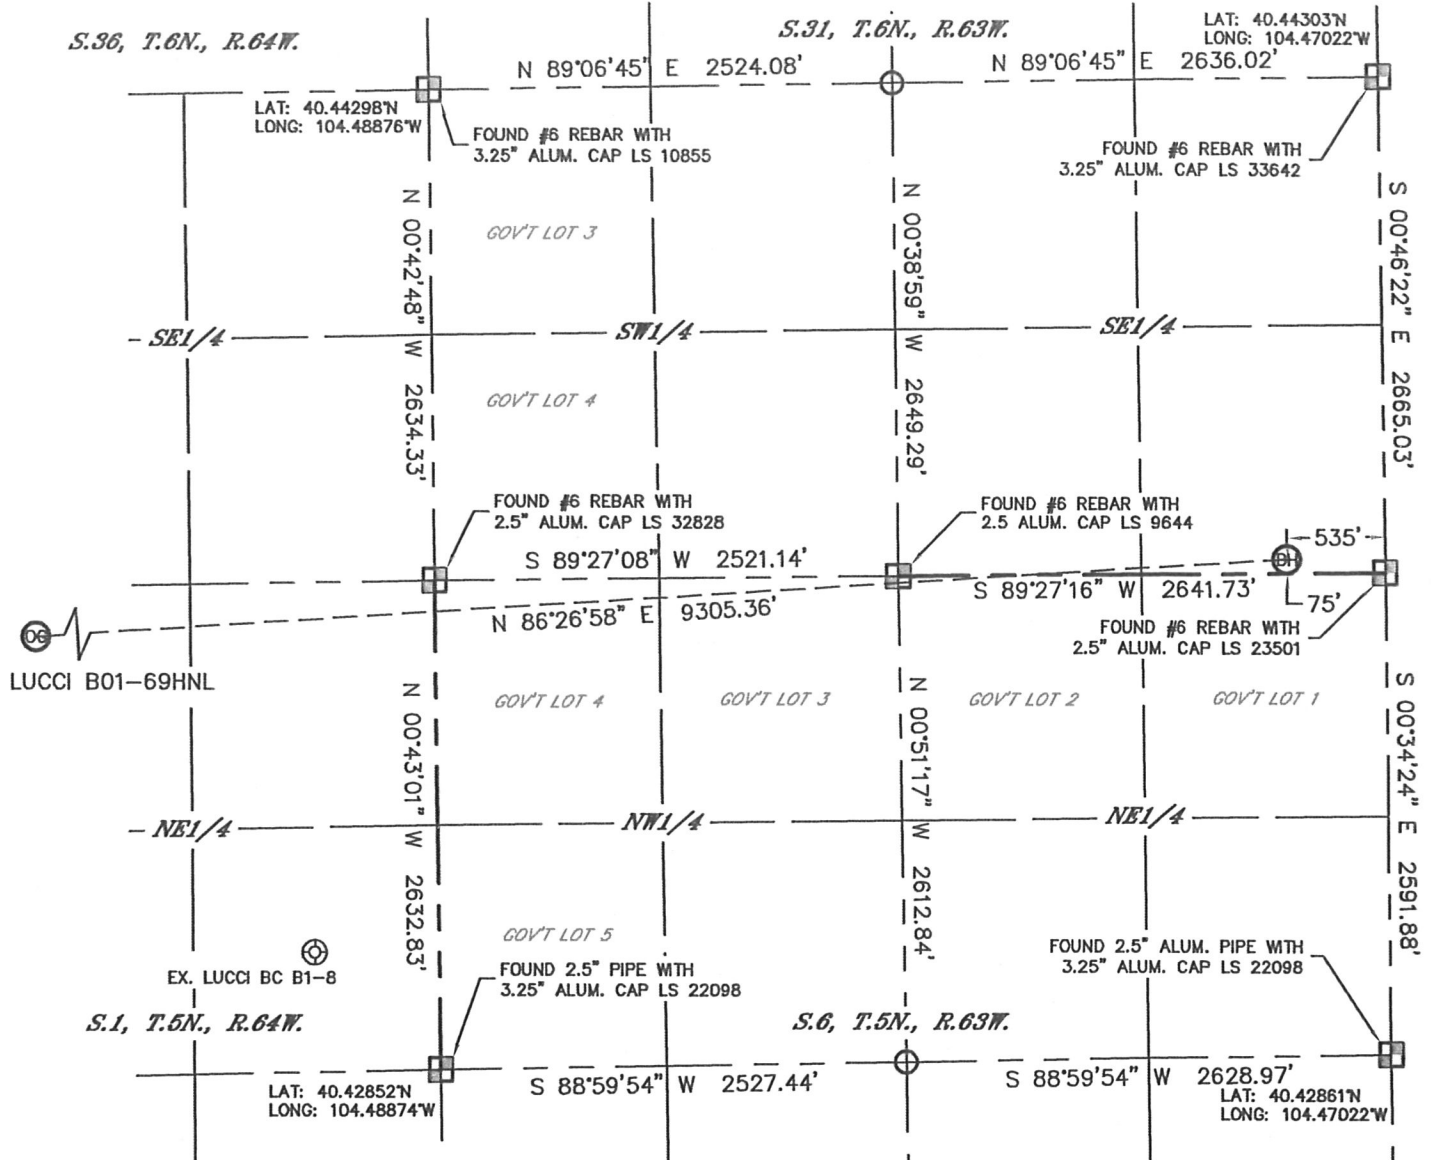 S.36, T.6N., R.64W.
S.31, T.6N., R.63W.
LAT: 40.44303°N
LONG: 104.47022°W
N 89°06'45" E 2524.08'
N 89°06'45" E 2636.02'
LAT: 40.44298°N
LONG: 104.48876°W
FOUND #6 REBAR WITH
3.25" ALUM. CAP LS 10855
FOUND #6 REBAR WITH
3.25" ALUM. CAP LS 33642
N 00°42'48" W 2634.33'
N 00°38'59" W 2649.29'
S 00°46'22" E 2665.03'
GOV'T LOT 3
SE1/4
SW1/4
SE1/4
GOV'T LOT 4
FOUND #6 REBAR WITH
2.5" ALUM. CAP LS 32828
FOUND #6 REBAR WITH
2.5 ALUM. CAP LS 9644
535'
BH
S 89°27'08" W 2521.14'
S 89°27'16" W 2641.73'
75'
N 86°26'58" E 9305.36'
OG
LUCCI B01-69HNL
FOUND #6 REBAR WITH
2.5" ALUM. CAP LS 23501
GOV'T LOT 4
GOV'T LOT 3
GOV'T LOT 2
GOV'T LOT 1
N 00°43'01" W 2632.83'
N 00°51'17" W 2612.84'
S 00°34'24" E 2591.88'
NE1/4
NW1/4
NE1/4
GOV'T LOT 5
EX. LUCCI BC B1-8
FOUND 2.5" PIPE WITH
3.25" ALUM. CAP LS 22098
FOUND 2.5" ALUM. PIPE WITH
3.25" ALUM. CAP LS 22098
S.1, T.5N., R.64W.
S.6, T.5N., R.63W.
S 88°59'54" W 2527.44'
S 88°59'54" W 2628.97'
LAT: 40.42852°N
LONG: 104.48874°W
LAT: 40.42861°N
LONG: 104.47022°W